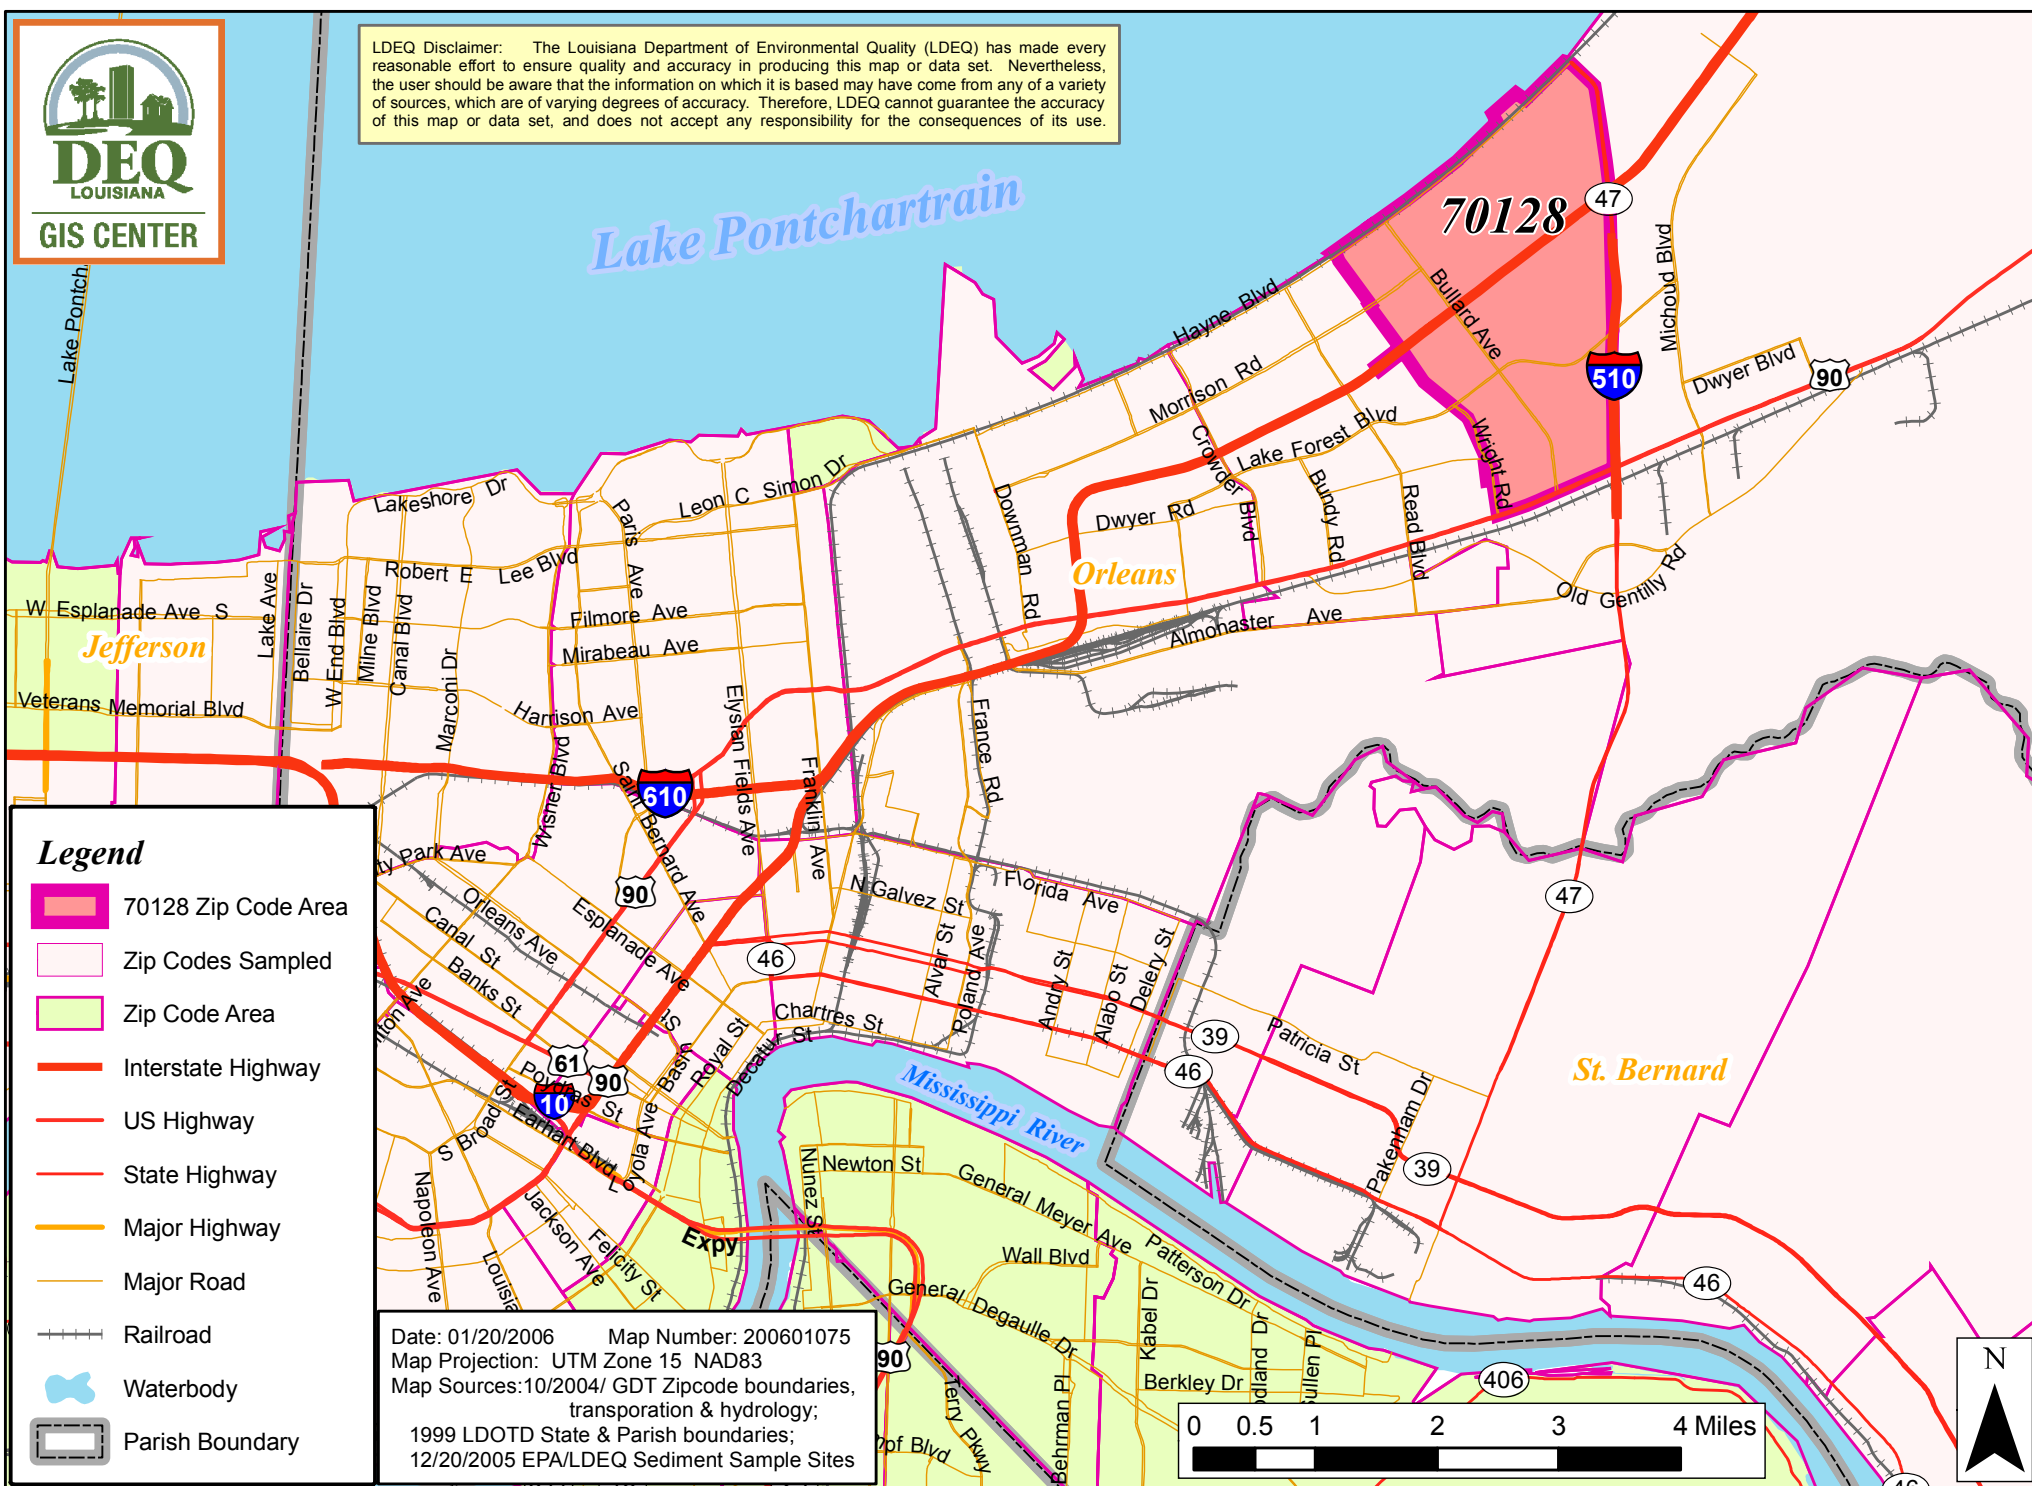 DEQ
LOUISIANA
GIS CENTER
LDEQ Disclaimer: The Louisiana Department of Environmental Quality (LDEQ) has made every
reasonable effort to ensure quality and accuracy in producing this map or data set. Nevertheless,
the user should be aware that the information on which it is based may have come from any of a variety
of sources, which are of varying degrees of accuracy. Therefore, LDEQ cannot guarantee the accuracy
of this map or data set, and does not accept any responsibility for the consequences of its use.
Lake Pontchartrain
70128
47
Michoud Blvd
Lake Pontch
Hayne Blvd
Bullard Ave
Morrison Rd
510
Dwyer Blvd
90
Crowder Blvd
Lake Forest Blvd
Wright Rd
Bundy Rd
Read Blvd
Downman Rd
Dwyer Rd
Leon C Simon Dr
Lakeshore Dr
Paris Ave
Robert E Lee Blvd
Orleans
Old Gentilly Rd
Almonaster Ave
W Esplanade Ave S
Jefferson
Lake Ave
Bellaire Dr
W End Blvd
Milne Blvd
Canal Blvd
Marconi Dr
Filmore Ave
Mirabeau Ave
Veterans Memorial Blvd
Harrison Ave
Wisner Blvd
Elysian Fields Ave
Franklin Ave
France Rd
610
Saint Bernard Ave
90
ty Park Ave
Orleans Ave
Canal St
Banks St
Esplanade Ave
N Galvez St
Florida Ave
Alvar St
Poland Ave
Andry St
Alabo St
Delery St
46
47
Chartres St
Decatur St
Royal St
Basin St
61
90
10
Poydras St
S Broad St
Earhart Blvd
Loyola Ave
Napoleon Ave
Jackson Ave
Felicity St
Louisia
Expy
39
46
Patricia St
Pakenham Dr
39
St. Bernard
Mississippi River
Newton St
Nunez St
General Meyer Ave
Wall Blvd
Patterson Dr
General Degaulle Dr
Kabel Dr
Berkley Dr
odland Dr
ullen Pl
Behrman Pl
Terry Pkwy
90
46
406
46
Legend
70128 Zip Code Area
Zip Codes Sampled
Zip Code Area
Interstate Highway
US Highway
State Highway
Major Highway
Major Road
Railroad
Waterbody
Parish Boundary
Date: 01/20/2006 Map Number: 200601075
Map Projection: UTM Zone 15 NAD83
Map Sources:10/2004/ GDT Zipcode boundaries,
transporation & hydrology;
1999 LDOTD State & Parish boundaries;
12/20/2005 EPA/LDEQ Sediment Sample Sites
0 0.5 1 2 3 4 Miles
N